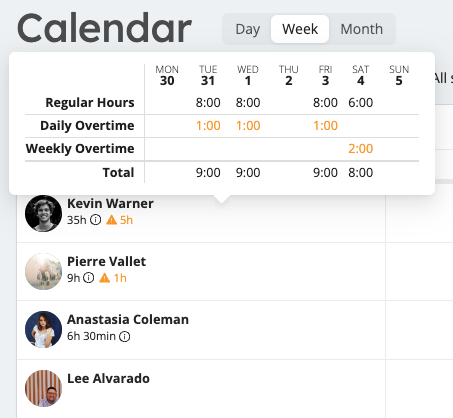 Calendar
Day Week Month
MON TUE WED THU FRI SAT SUN
30 31 1 2 3 4 5
All s
Regular Hours 8:00 8:00 8:00 6:00
Daily Overtime 1:00 1:00 1:00
Weekly Overtime 2:00
Total 9:00 9:00 9:00 8:00
Kevin Warner
35h 5h
Pierre Vallet
9h 1h
Anastasia Coleman
6h 30min
Lee Alvarado